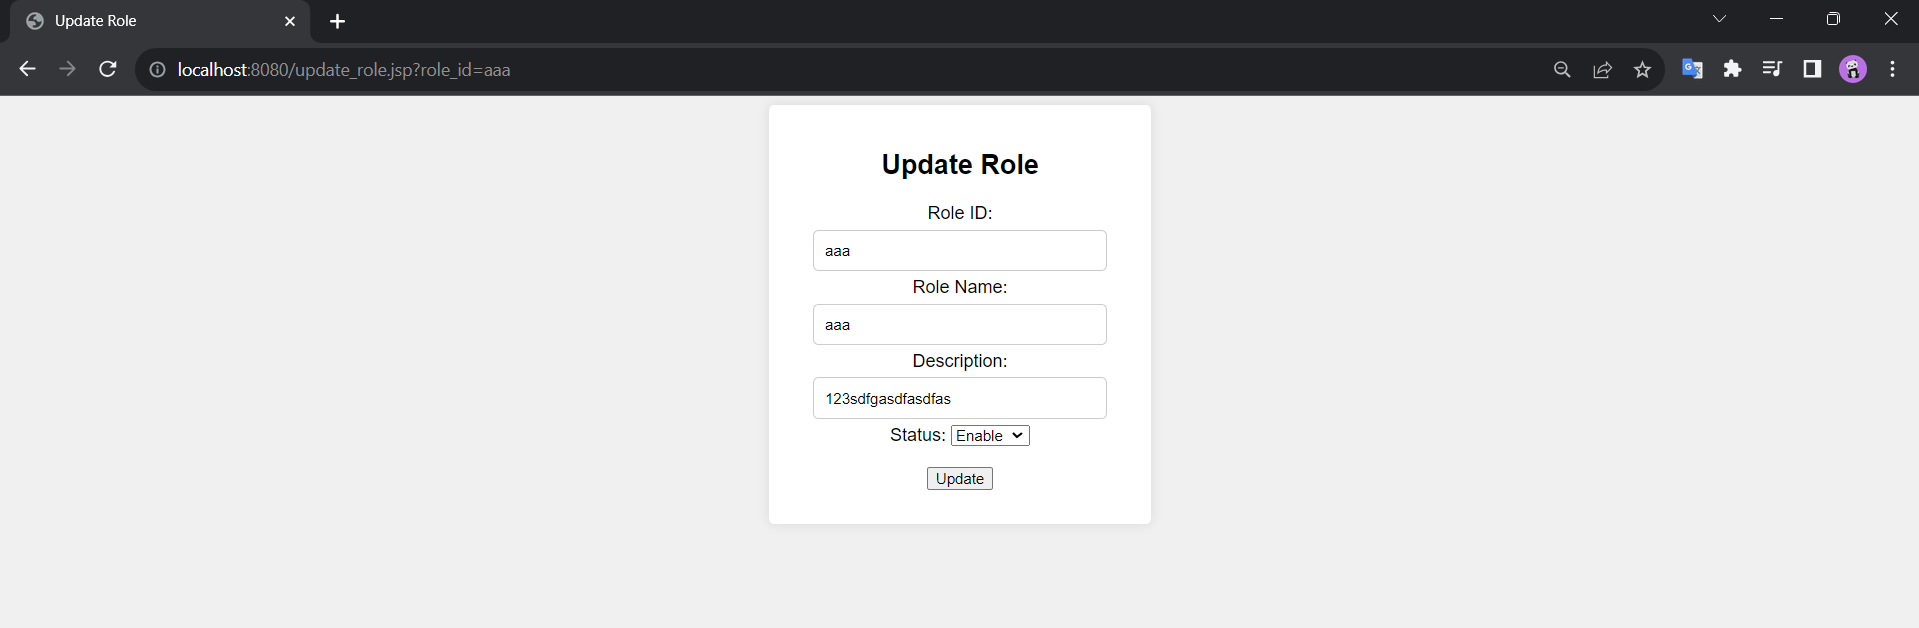 Update Role
localhost:8080/update_role.jsp?role_id=aaa
Update Role
Role ID:
aaa
Role Name:
aaa
Description:
123sdfgasdfasdfas
Status: Enable
Update